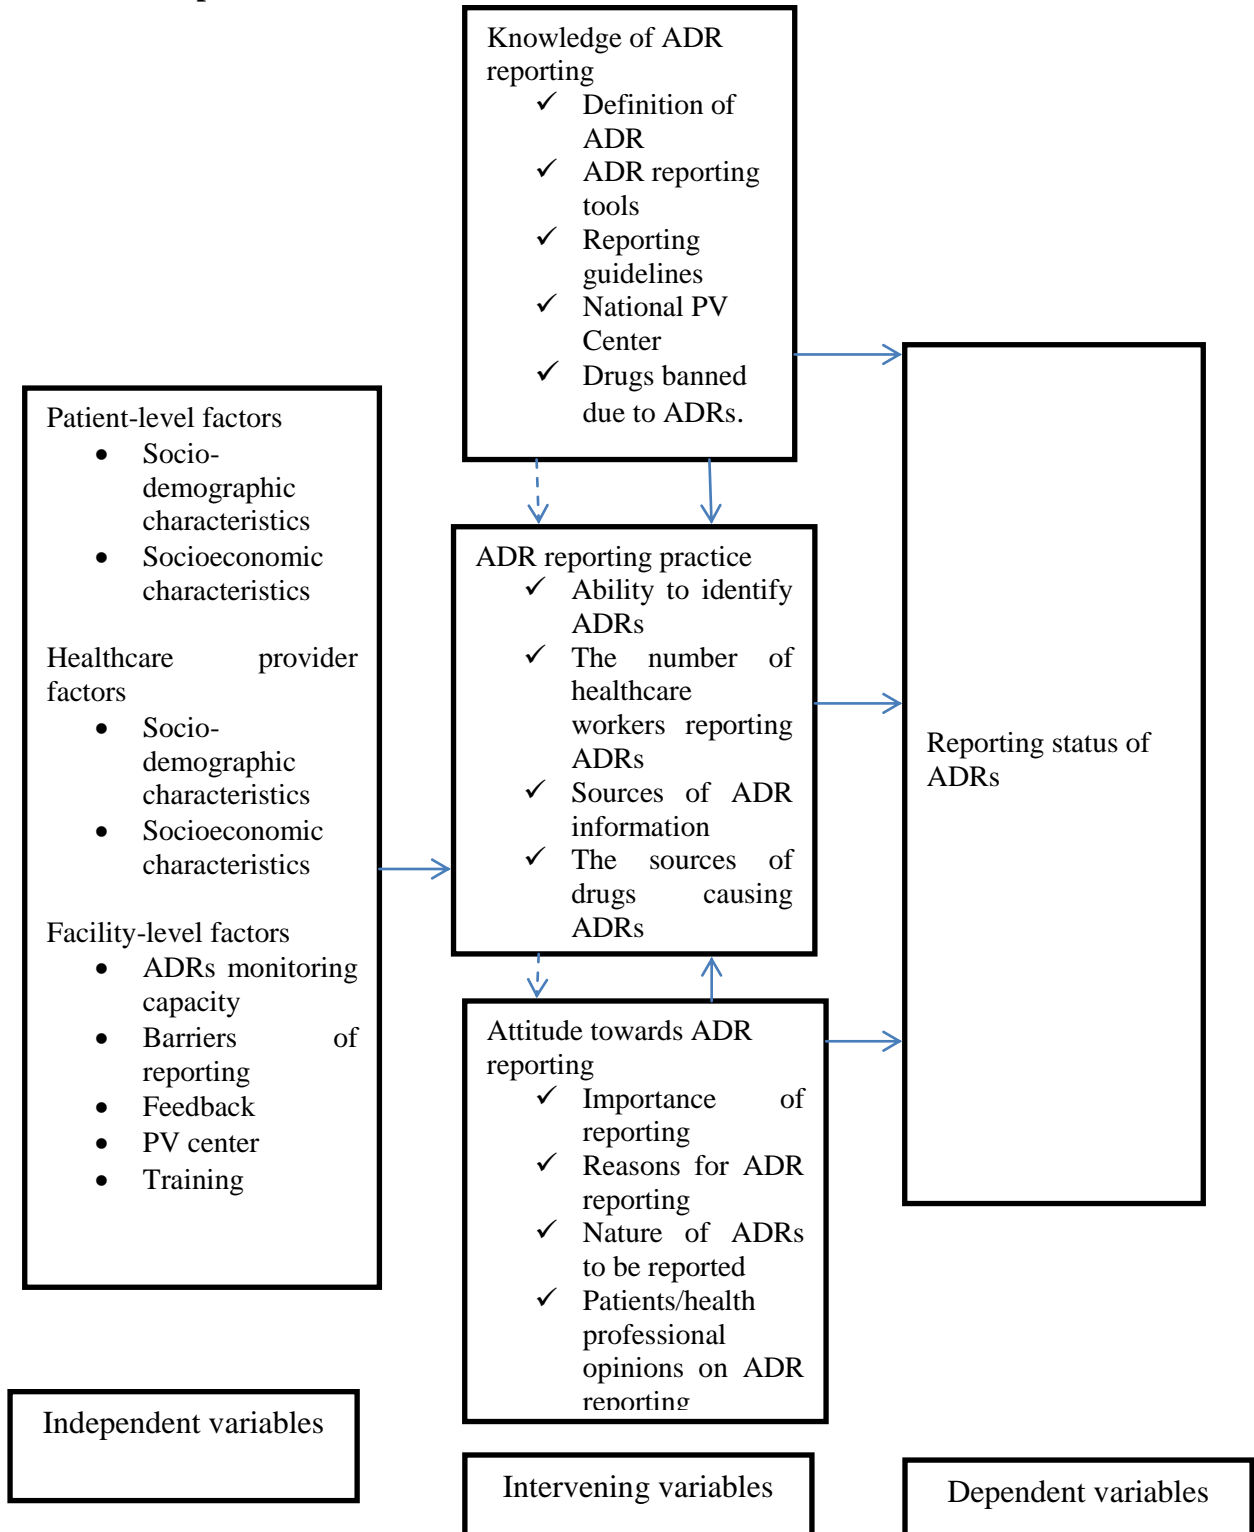 Knowledge of ADR
reporting
✓ Definition of
ADR
✓ ADR reporting
tools
✓ Reporting
guidelines
✓ National PV
Center
✓ Drugs banned
due to ADRs.
Patient-level factors
• Socio-
demographic
characteristics
• Socioeconomic
characteristics
Healthcare provider
factors
• Socio-
demographic
characteristics
• Socioeconomic
characteristics
Facility-level factors
• ADRs monitoring
capacity
• Barriers of
reporting
• Feedback
• PV center
• Training
ADR reporting practice
✓ Ability to identify
ADRs
✓ The number of
healthcare
workers reporting
ADRs
✓ Sources of ADR
information
✓ The sources of
drugs causing
ADRs
Attitude towards ADR
reporting
✓ Importance of
reporting
✓ Reasons for ADR
reporting
✓ Nature of ADRs
to be reported
✓ Patients/health
professional
opinions on ADR
reporting
Reporting status of
ADRs
Independent variables
Intervening variables
Dependent variables